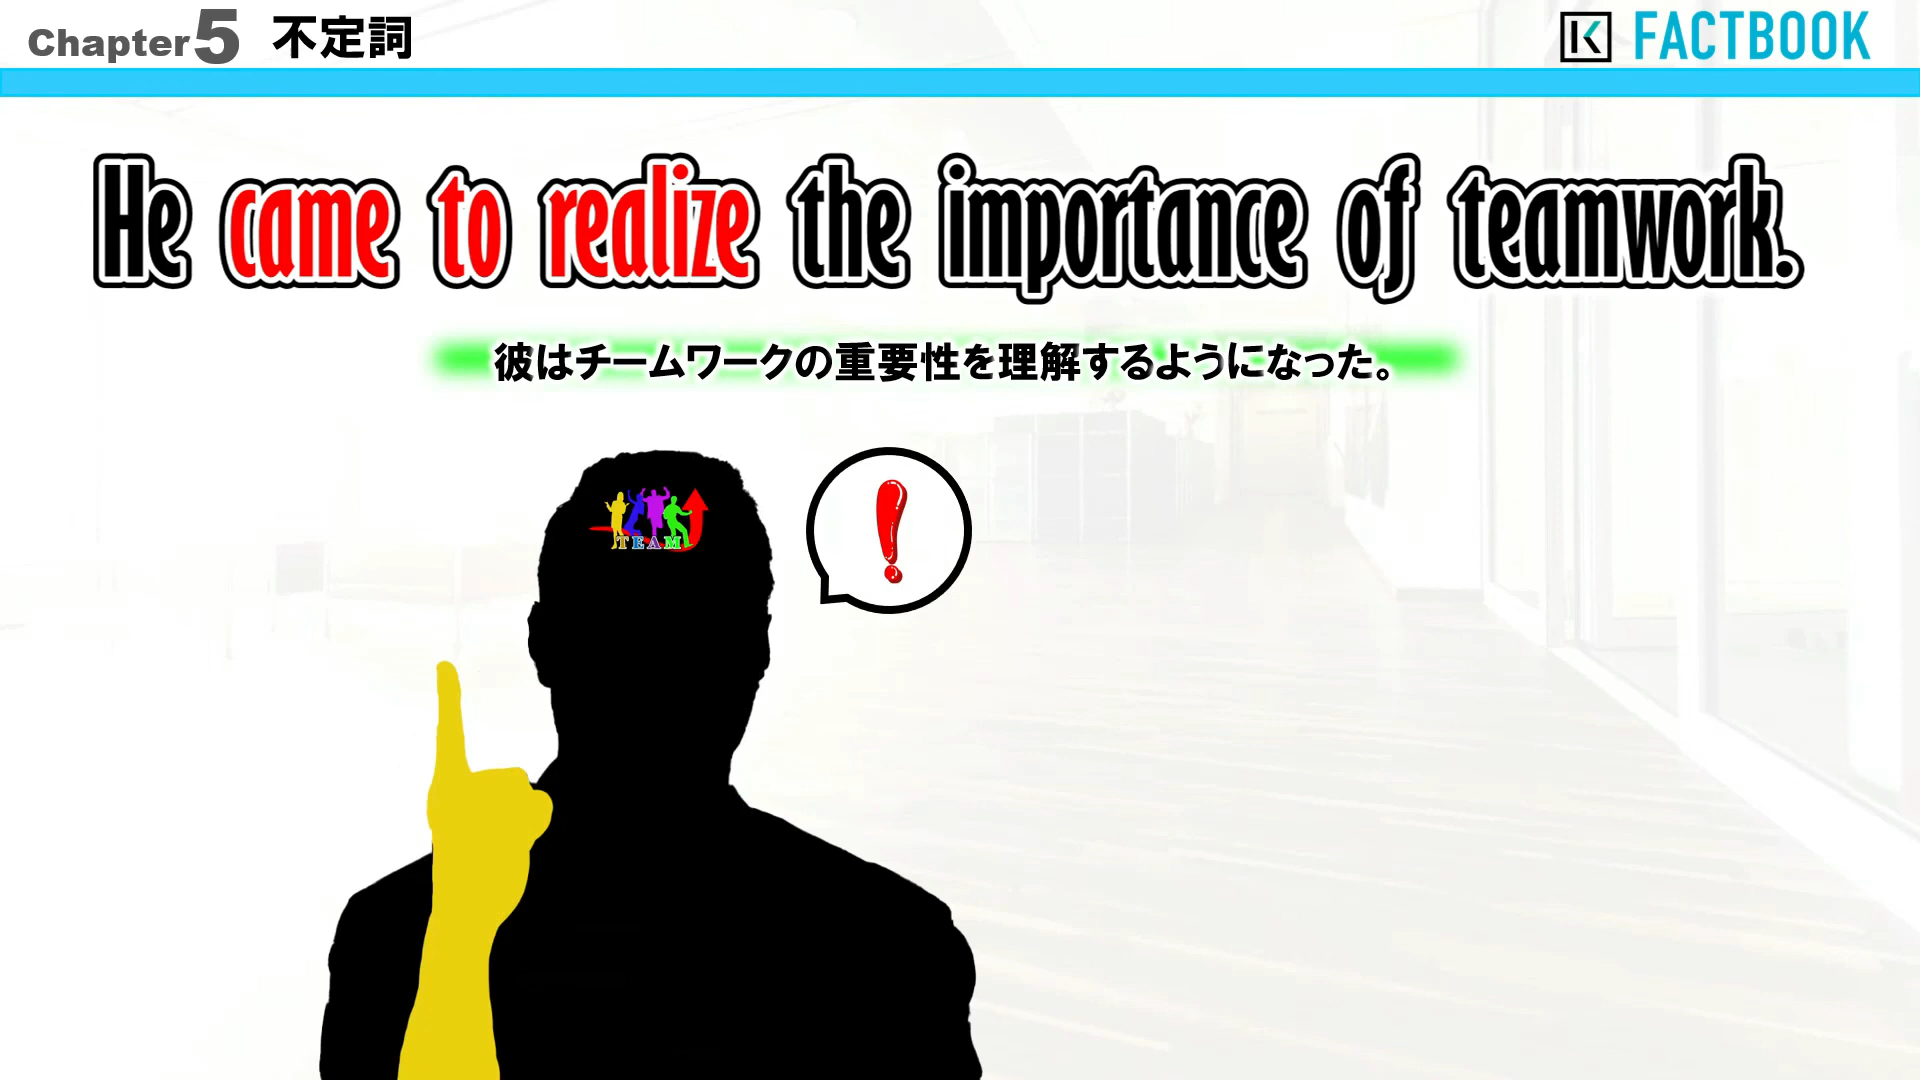 Chapter5 不定詞
K FACTBOOK
He came to realize the importance of teamwork.
彼はチームワークの重要性を理解するようになった。
TEAM
!